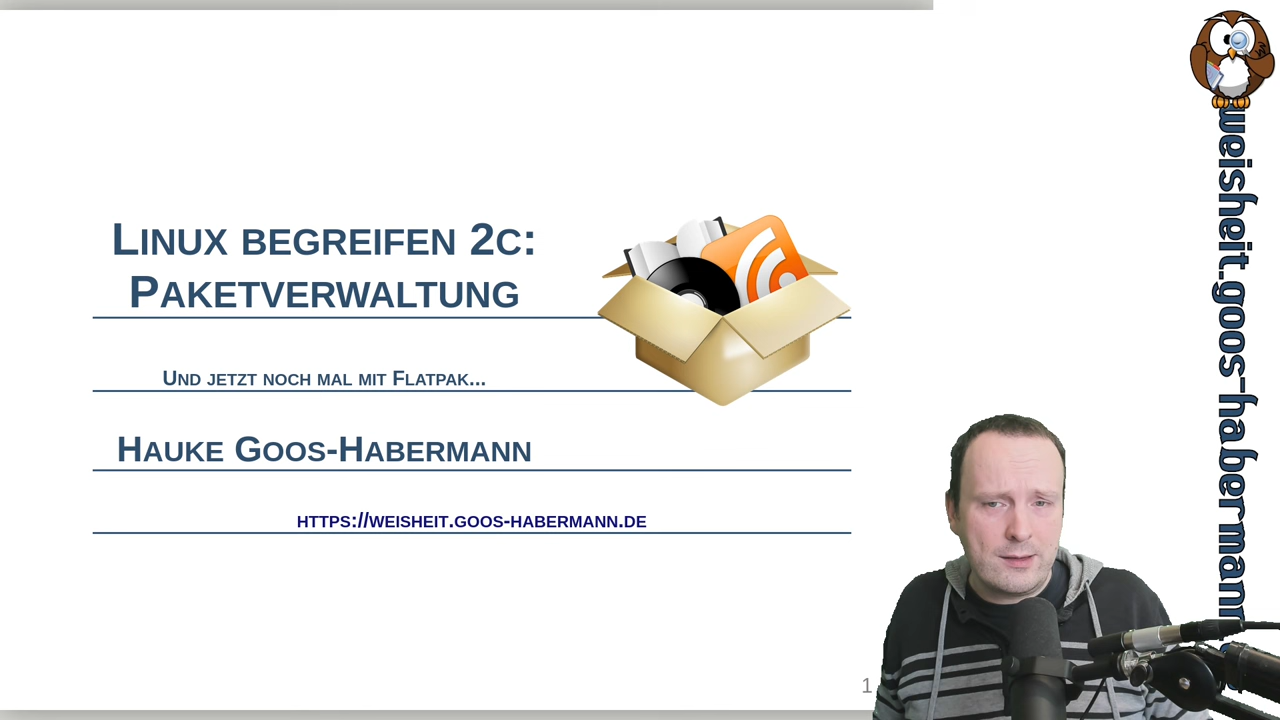 Linux begreifen 2c:
Paketverwaltung
Und jetzt noch mal mit Flatpak...
Hauke Goos-Habermann
https://weisheit.goos-habermann.de
1
weisheit.goos-habermann